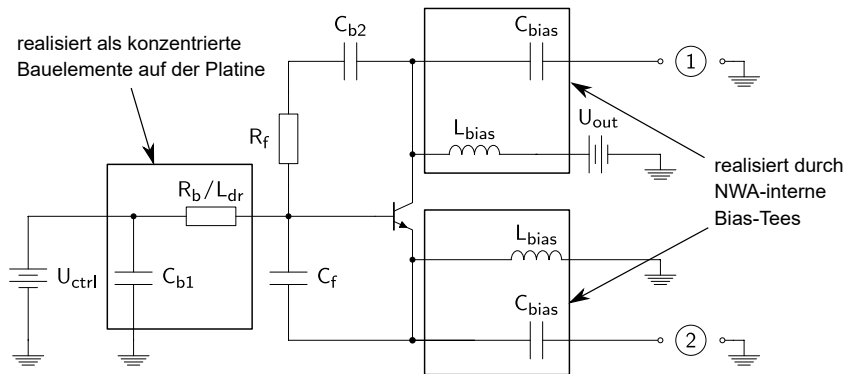 realisiert als konzentrierte
Bauelemente auf der Platine
C_b2
C_bias
1
R_f
L_bias
U_out
realisiert durch
NWA-interne
Bias-Tees
R_b/L_dr
U_ctrl
C_b1
C_f
L_bias
C_bias
2